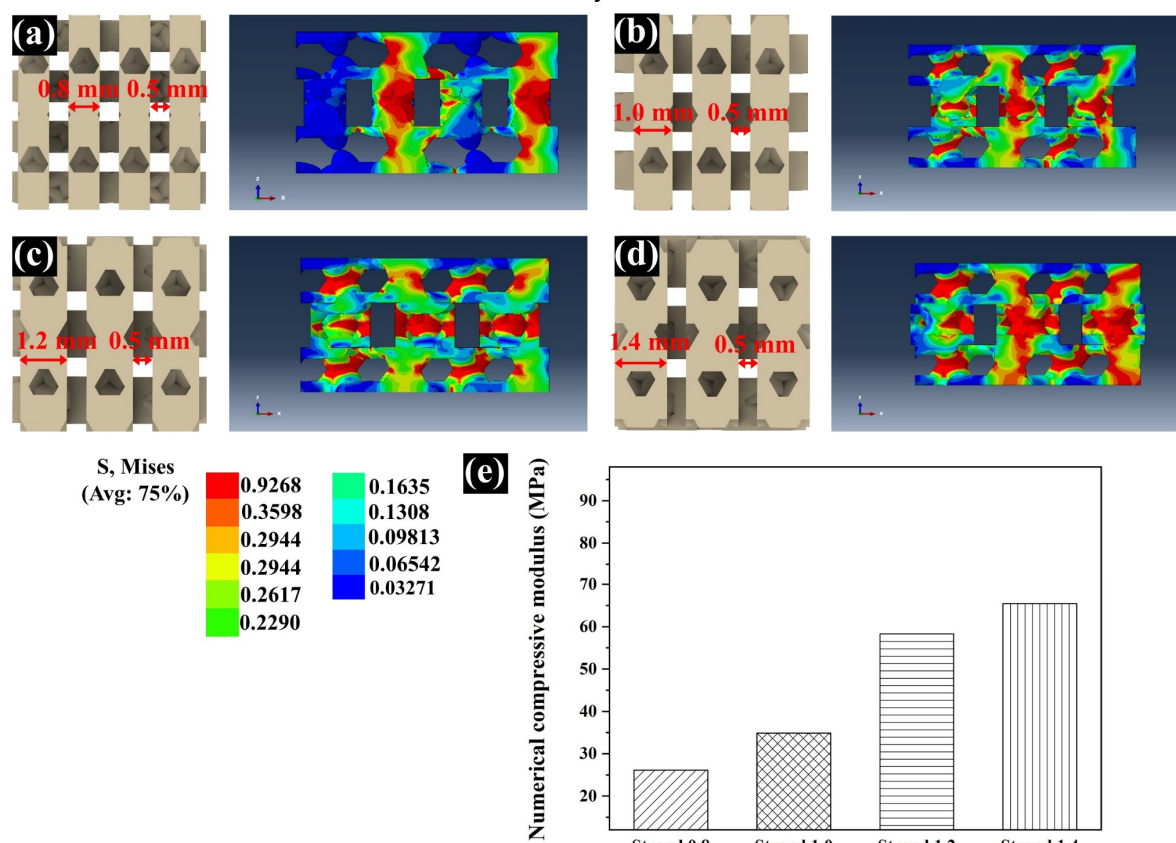 (a)
0.8 mm
0.5 mm
z
x
(b)
1.0 mm
0.5 mm
z
x
(c)
1.2 mm
0.5 mm
z
x
(d)
1.4 mm
0.5 mm
z
x
S, Mises
(Avg: 75%)
0.9268
0.3598
0.2944
0.2944
0.2617
0.2290
0.1635
0.1308
0.09813
0.06542
0.03271
(e)
Numerical compressive modulus (MPa)
90
80
70
60
50
40
30
20